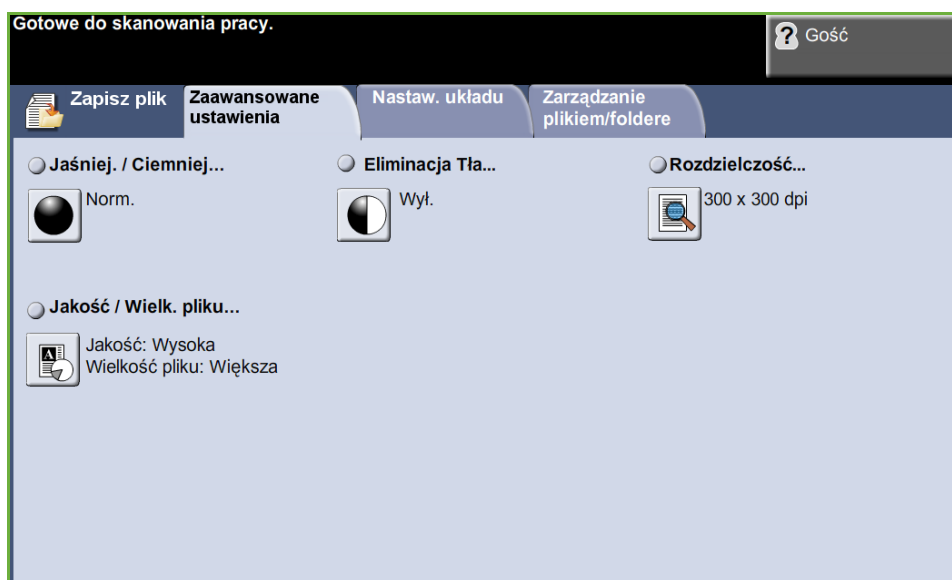 Gotowe do skanowania pracy.
? Gość
Zapisz plik
Zaawansowane
ustawienia
Nastaw. układu
Zarządzanie
plikiem/foldere
Jaśniej. / Ciemniej...
Norm.
Eliminacja Tła...
Wył.
Rozdzielczość...
300 x 300 dpi
Jakość / Wielk. pliku...
A
Jakość: Wysoka
Wielkość pliku: Większa